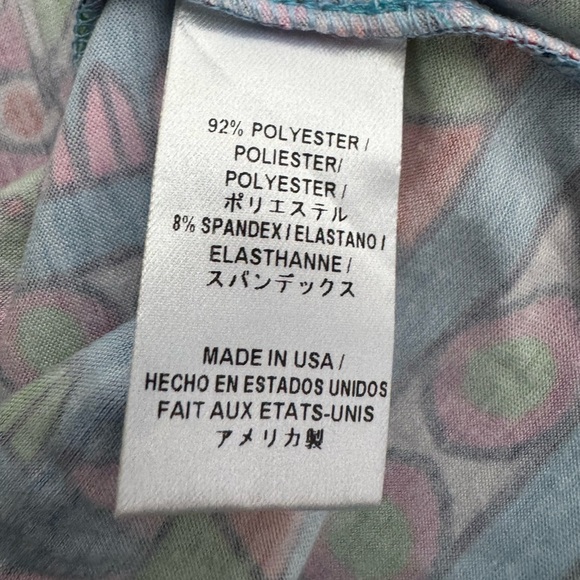 92% POLYESTER /
POLIESTER/
POLYESTER /
ポリエステル
8% SPANDEX / ELASTANO /
ELASTHANNE /
スパンデックス
MADE IN USA /
HECHO EN ESTADOS UNIDOS
FAIT AUX ETATS-UNIS
アメリカ製